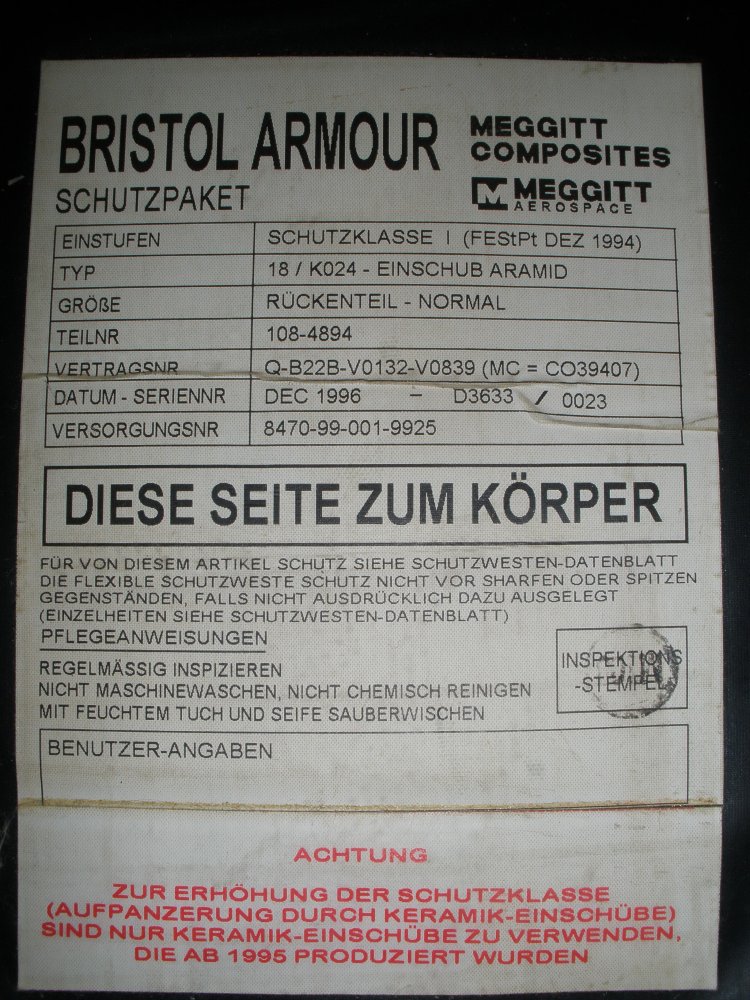 BRISTOL ARMOUR
MEGGITT
COMPOSITES
SCHUTZPAKET
MEGGITT
AEROSPACE
EINSTUFEN SCHUTZKLASSE I (FEStPt DEZ 1994)
TYP 18 / K024 - EINSCHUB ARAMID
GRÖßE RÜCKENTEIL - NORMAL
TEILNR 108-4894
VERTRAGSNR Q-B22B-V0132-V0839 (MC = CO39407)
DATUM - SERIENNR DEC 1996 - D3633 / 0023
VERSORGUNGSNR 8470-99-001-9925
DIESE SEITE ZUM KÖRPER
FÜR VON DIESEM ARTIKEL SCHUTZ SIEHE SCHUTZWESTEN-DATENBLATT
DIE FLEXIBLE SCHUTZWESTE SCHUTZ NICHT VOR SHARFEN ODER SPITZEN
GEGENSTÄNDEN, FALLS NICHT AUSDRÜCKLICH DAZU AUSGELEGT
(EINZELHEITEN SIEHE SCHUTZWESTEN-DATENBLATT)
PFLEGEANWEISUNGEN
REGELMÄSSIG INSPIZIEREN
NICHT MASCHINEWASCHEN, NICHT CHEMISCH REINIGEN
MIT FEUCHTEM TUCH UND SEIFE SAUBERWISCHEN
INSPEKTIONS
-STEMPEL
BENUTZER-ANGABEN
ACHTUNG
ZUR ERHÖHUNG DER SCHUTZKLASSE
(AUFPANZERUNG DURCH KERAMIK-EINSCHÜBE)
SIND NUR KERAMIK-EINSCHÜBE ZU VERWENDEN,
DIE AB 1995 PRODUZIERT WURDEN